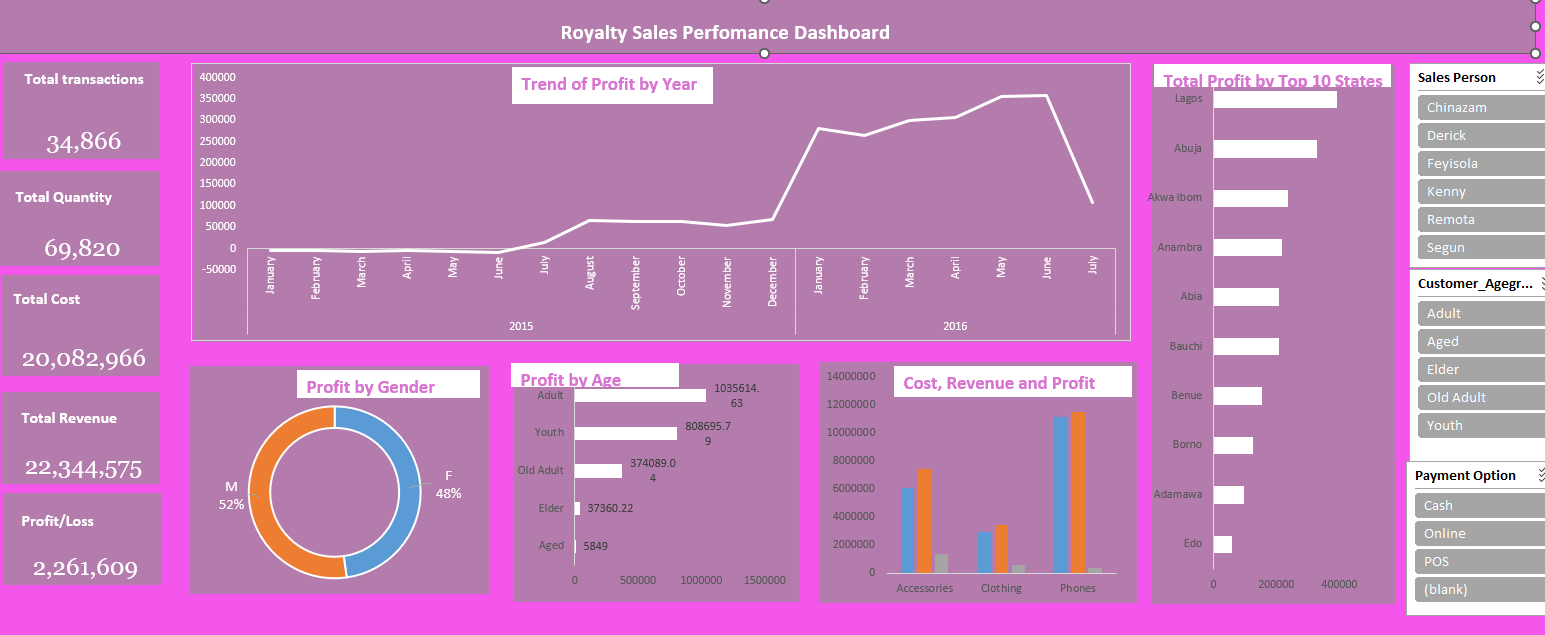 Royalty Sales Perfomance Dashboard
Total transactions
34,866
Total Quantity
69,820
Total Cost
20,082,966
Total Revenue
22,344,575
Profit/Loss
2,261,609
Trend of Profit by Year
400000
350000
300000
250000
200000
150000
100000
50000
0
-50000
January
February
March
April
May
June
July
August
September
October
November
December
January
February
March
April
May
June
July
2015
2016
Profit by Gender
M
52%
F
48%
Profit by Age
Adult
1035614.
63
Youth
808695.7
9
Old Adult
374089.0
4
Elder
37360.22
Aged
5849
0 500000 1000000 1500000
Cost, Revenue and Profit
14000000
12000000
10000000
8000000
6000000
4000000
2000000
0
Accessories Clothing Phones
Total Profit by Top 10 States
Lagos
Abuja
Akwa Ibom
Anambra
Abia
Bauchi
Benue
Borno
Adamawa
Edo
0 200000 400000
Sales Person
Chinazam
Derick
Feyisola
Kenny
Remota
Segun
Customer_Agegr...
Adult
Aged
Elder
Old Adult
Youth
Payment Option
Cash
Online
POS
(blank)